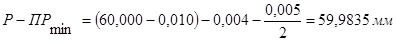 P − ПР_min = (60,000 − 0,010) − 0,004 − 0,005/2 = 59,9835 мм